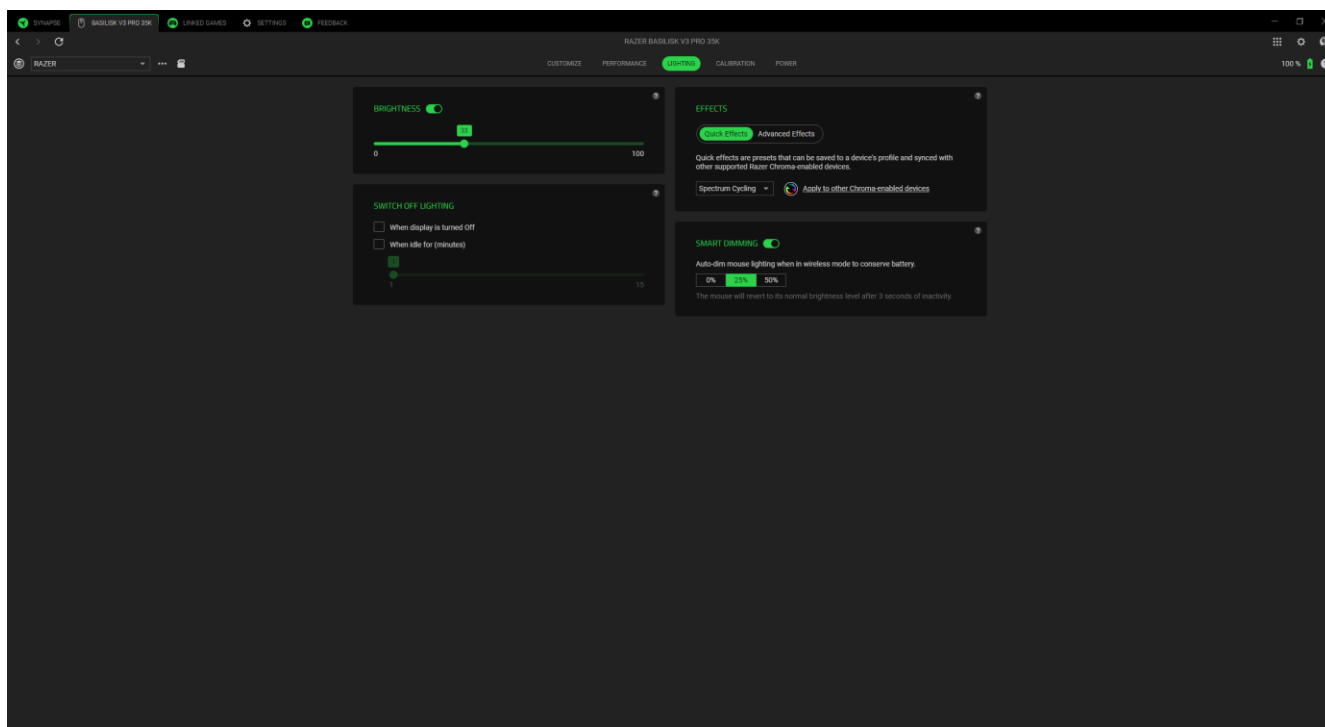 SYNAPSE BASILISK V3 PRO 35K LINKED GAMES SETTINGS FEEDBACK
RAZER BASILISK V3 PRO 35K
RAZER CUSTOMIZE PERFORMANCE LIGHTING CALIBRATION POWER 100 %
BRIGHTNESS
33
0 100
SWITCH OFF LIGHTING
When display is turned Off
When idle for (minutes)
1
1 15
EFFECTS
Quick Effects Advanced Effects
Quick effects are presets that can be saved to a device's profile and synced with
other supported Razer Chroma-enabled devices.
Spectrum Cycling Apply to other Chroma-enabled devices
SMART DIMMING
Auto-dim mouse lighting when in wireless mode to conserve battery.
0% 25% 50%
The mouse will revert to its normal brightness level after 3 seconds of inactivity.